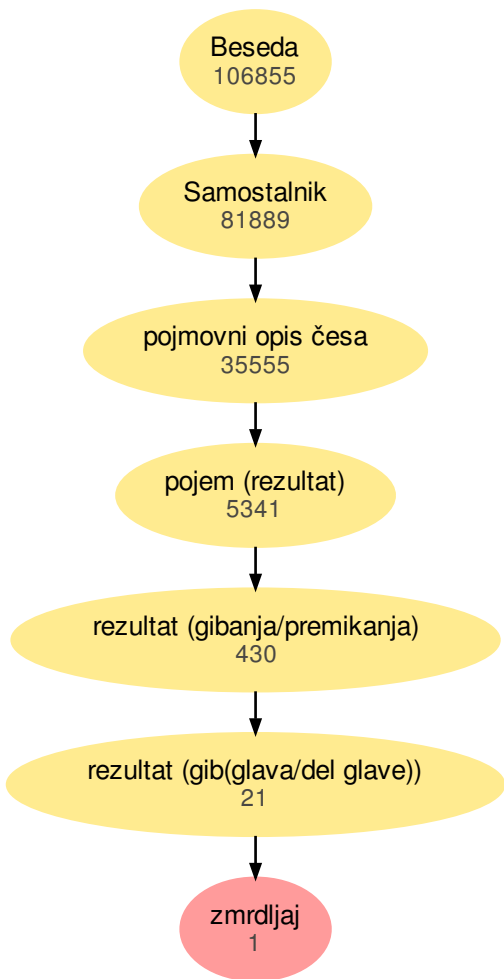 Beseda
106855
Samostalnik
81889
pojmovni opis česa
35555
pojem (rezultat)
5341
rezultat (gibanja/premikanja)
430
rezultat (gib(glava/del glave))
21
zmrdljaj
1